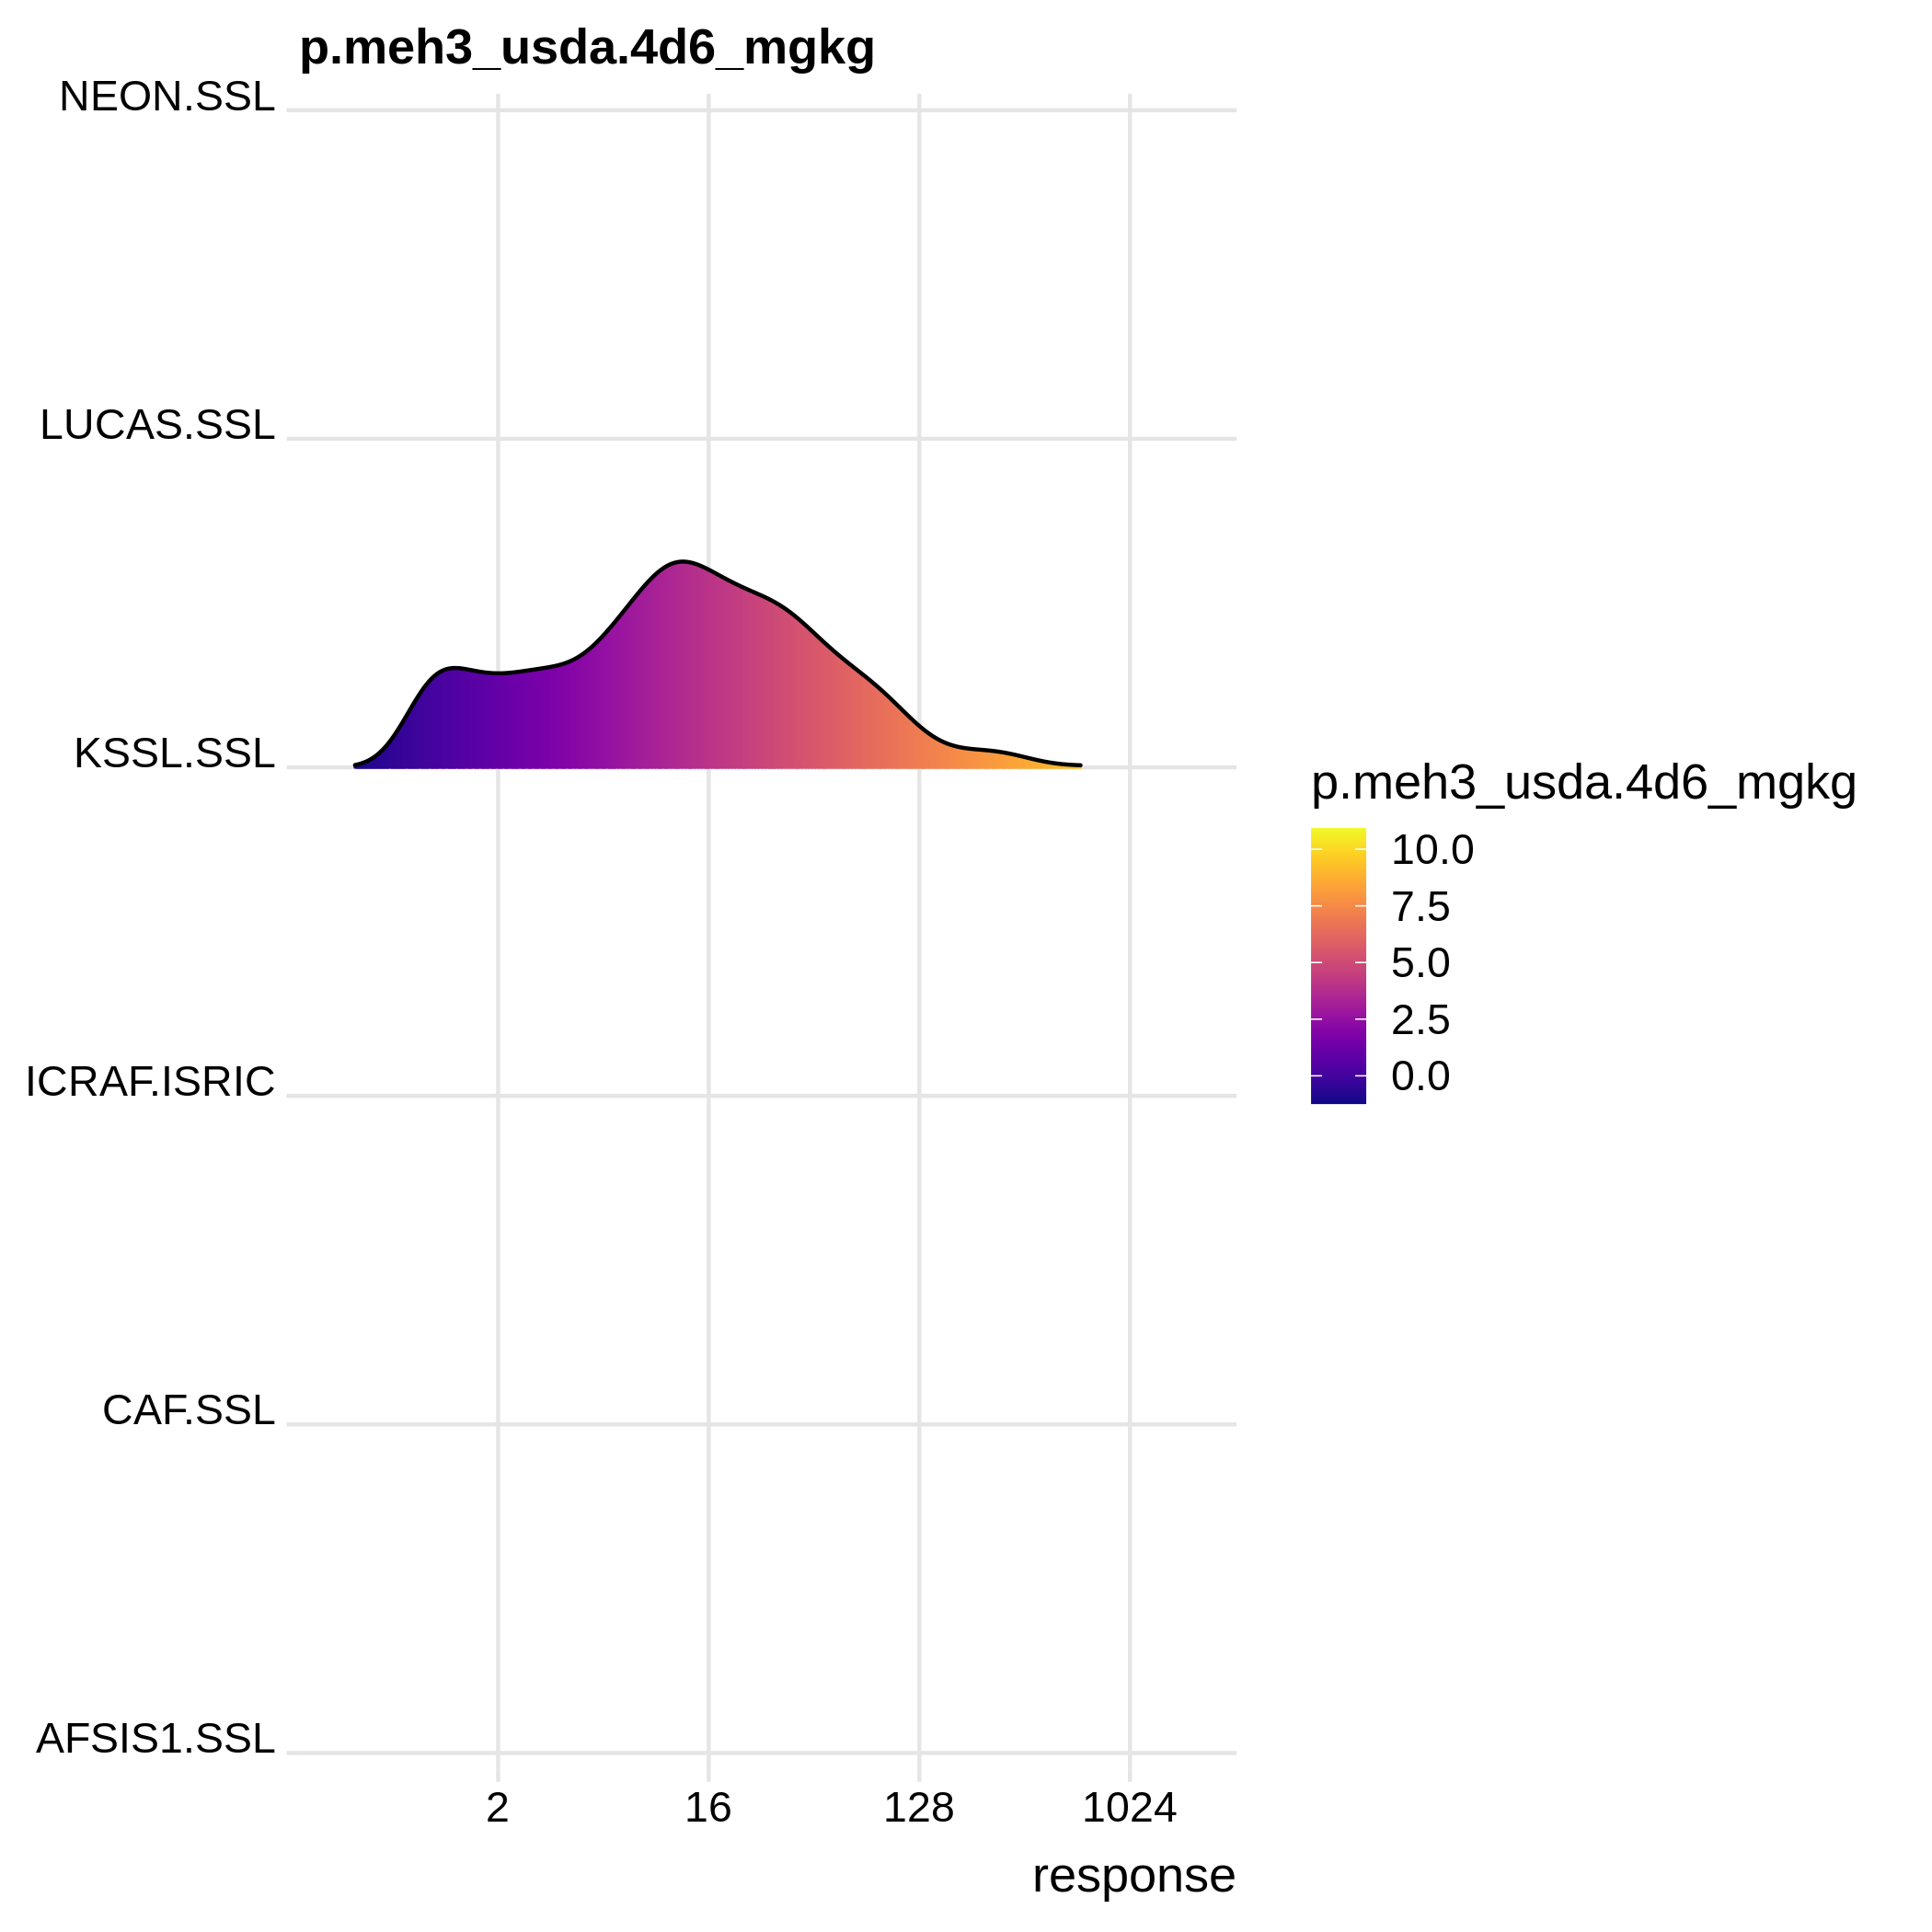 p.meh3_usda.4d6_mgkg
NEON.SSL
LUCAS.SSL
KSSL.SSL
ICRAF.ISRIC
CAF.SSL
AFSIS1.SSL
2 16 128 1024
response
p.meh3_usda.4d6_mgkg
10.0
7.5
5.0
2.5
0.0